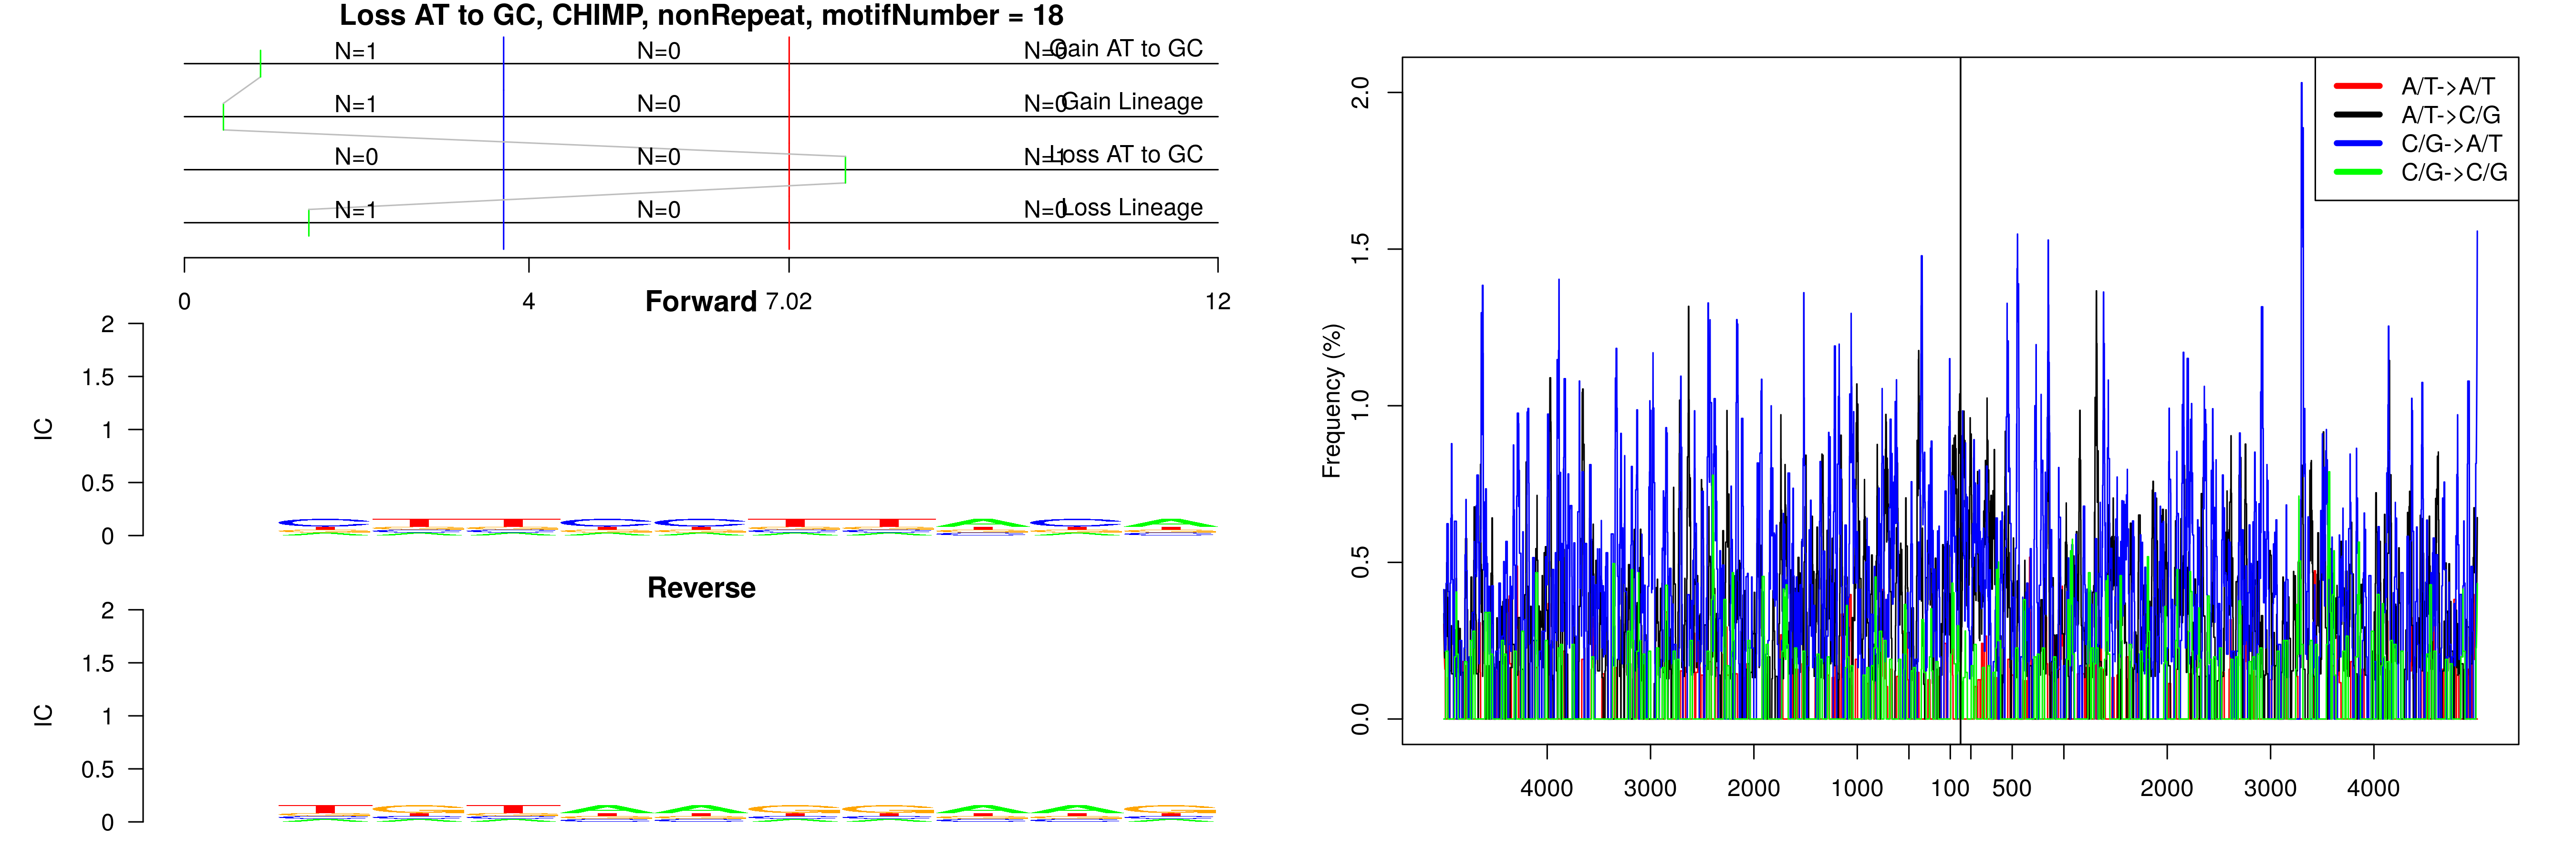 Loss AT to GC, CHIMP, nonRepeat, motifNumber = 18
N=1 N=0 N=0 Gain AT to GC
N=1 N=0 N=0 Gain Lineage
N=0 N=0 N=1 Loss AT to GC
N=1 N=0 N=0 Loss Lineage
0 4 7.02 12
Forward
IC
2
1.5
1
0.5
0
C T T C C T T A C A
Reverse
IC
2
1.5
1
0.5
0
T G T A A G G A A G
Frequency (%)
2.0
1.5
1.0
0.5
0.0
4000 3000 2000 1000 100 500 2000 3000 4000
A/T->A/T
A/T->C/G
C/G->A/T
C/G->C/G